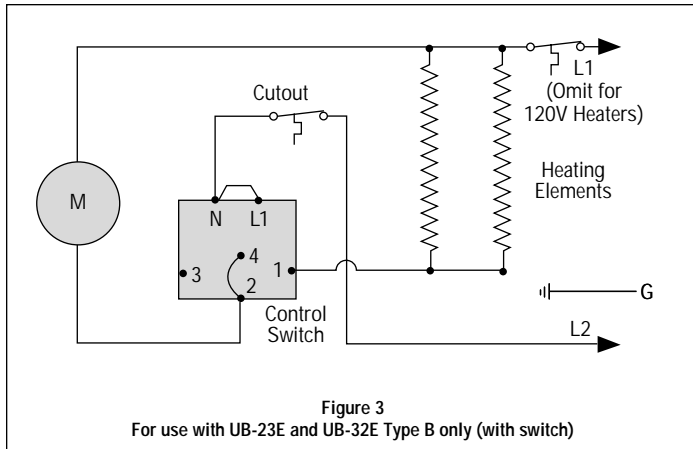 L1
(Omit for
120V Heaters)
Cutout
Heating
Elements
M
N L1
4
3
1
2
Control
Switch
G
L2
Figure 3
For use with UB-23E and UB-32E Type B only (with switch)